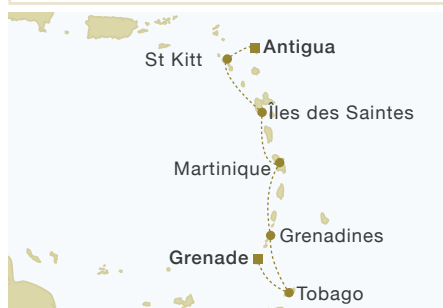 Antigua
St Kitt
Îles des Saintes
Martinique
Grenadines
Grenade
Tobago